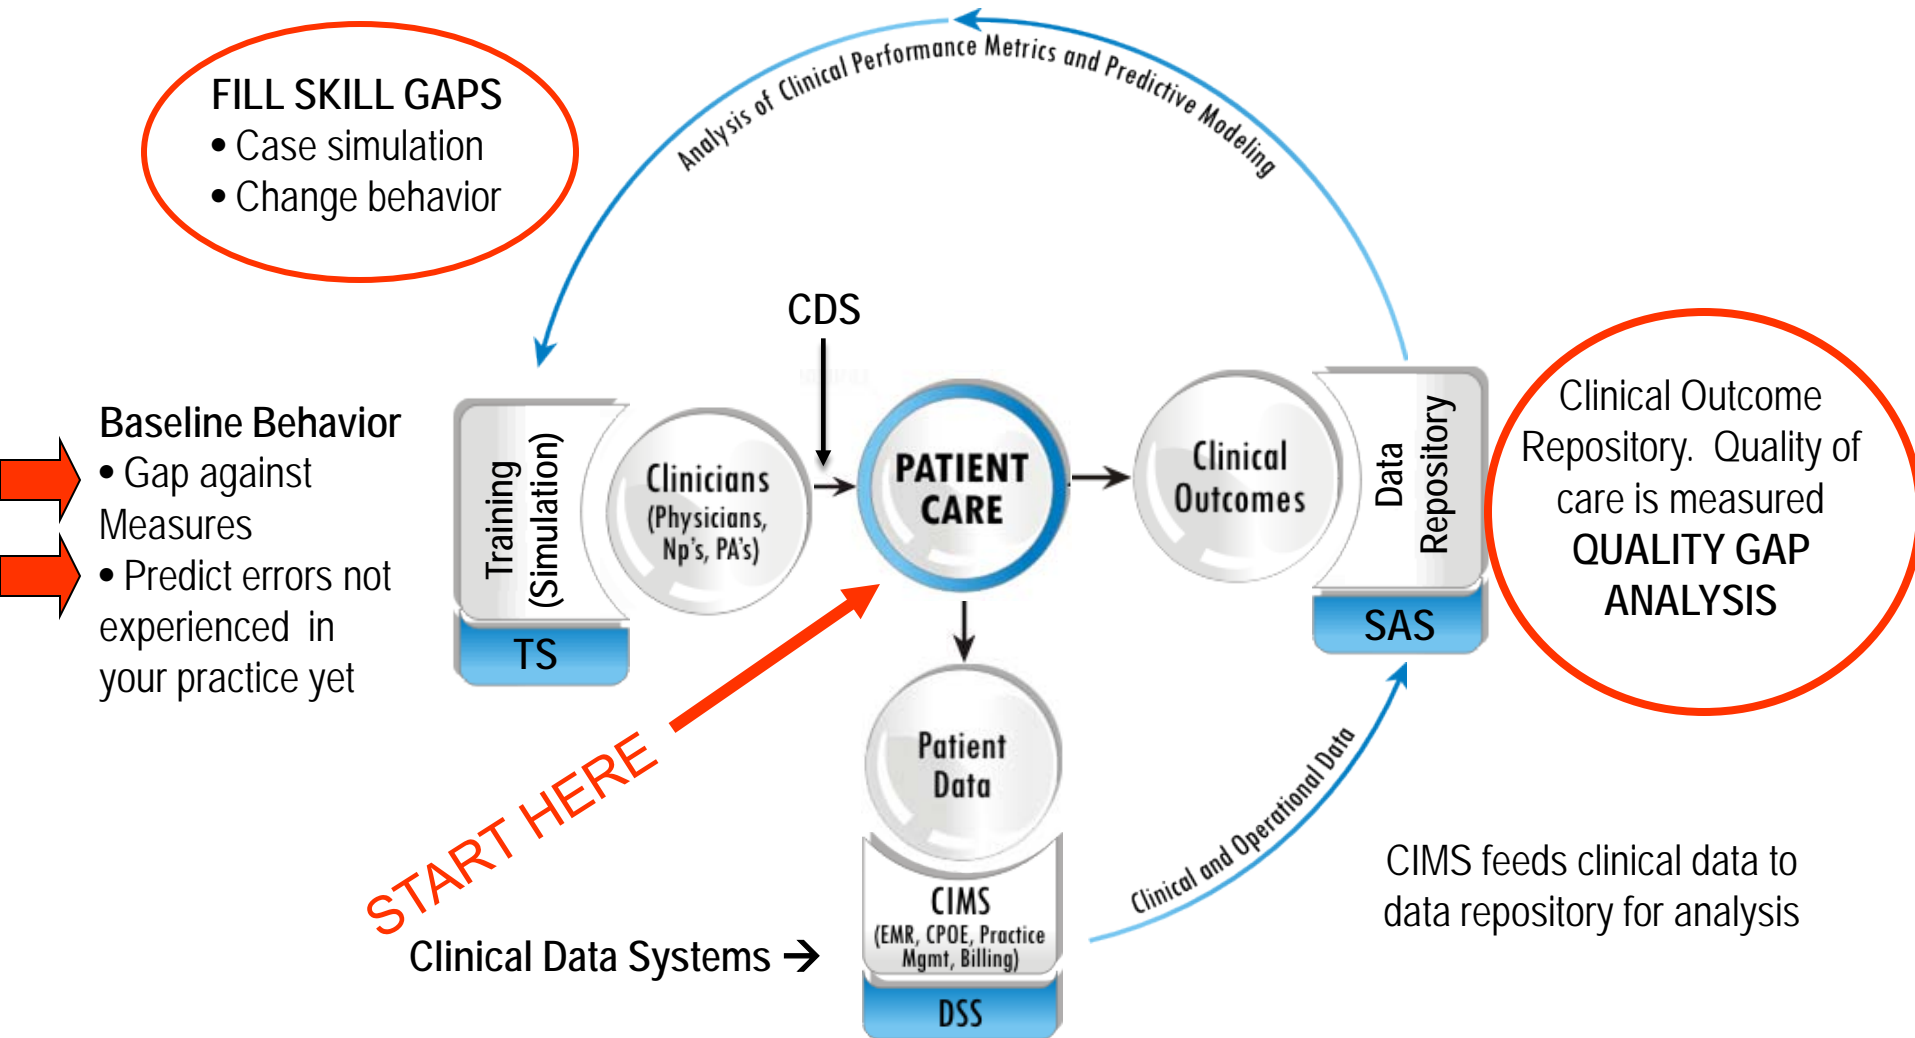 Analysis of Clinical Performance Metrics and Predictive Modeling
FILL SKILL GAPS
• Case simulation
• Change behavior
CDS
Baseline Behavior
• Gap against
Measures
• Predict errors not
experienced in
your practice yet
Training
(Simulation)
TS
Clinicians
(Physicians,
Np's, PA's)
PATIENT
CARE
Clinical
Outcomes
Data
Repository
SAS
Clinical Outcome
Repository. Quality of
care is measured
QUALITY GAP
ANALYSIS
START HERE
Patient
Data
CIMS
(EMR, CPOE, Practice
Mgmt, Billing)
DSS
Clinical Data Systems →
Clinical and Operational Data
CIMS feeds clinical data to
data repository for analysis